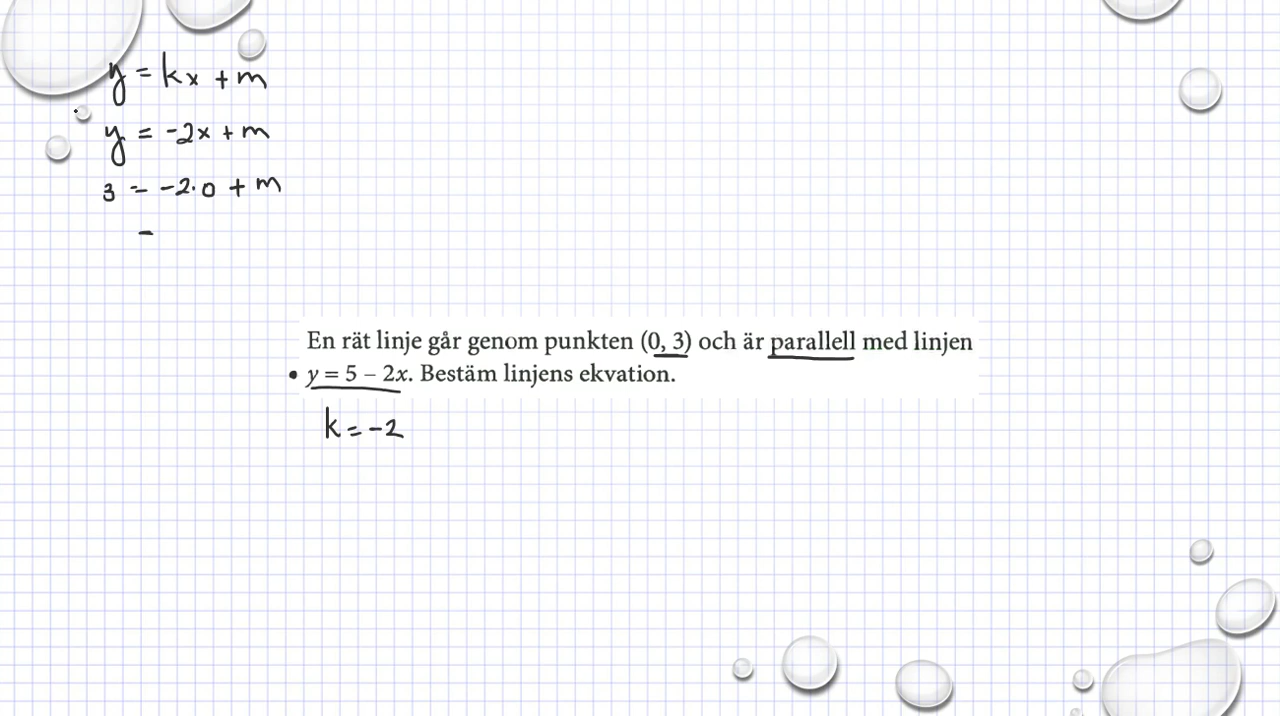 y = kx + m
y = -2x + m
3 = -2·0 + m
-
En rät linje går genom punkten (0, 3) och är parallell med linjen
• y = 5 – 2x. Bestäm linjens ekvation.
k = -2